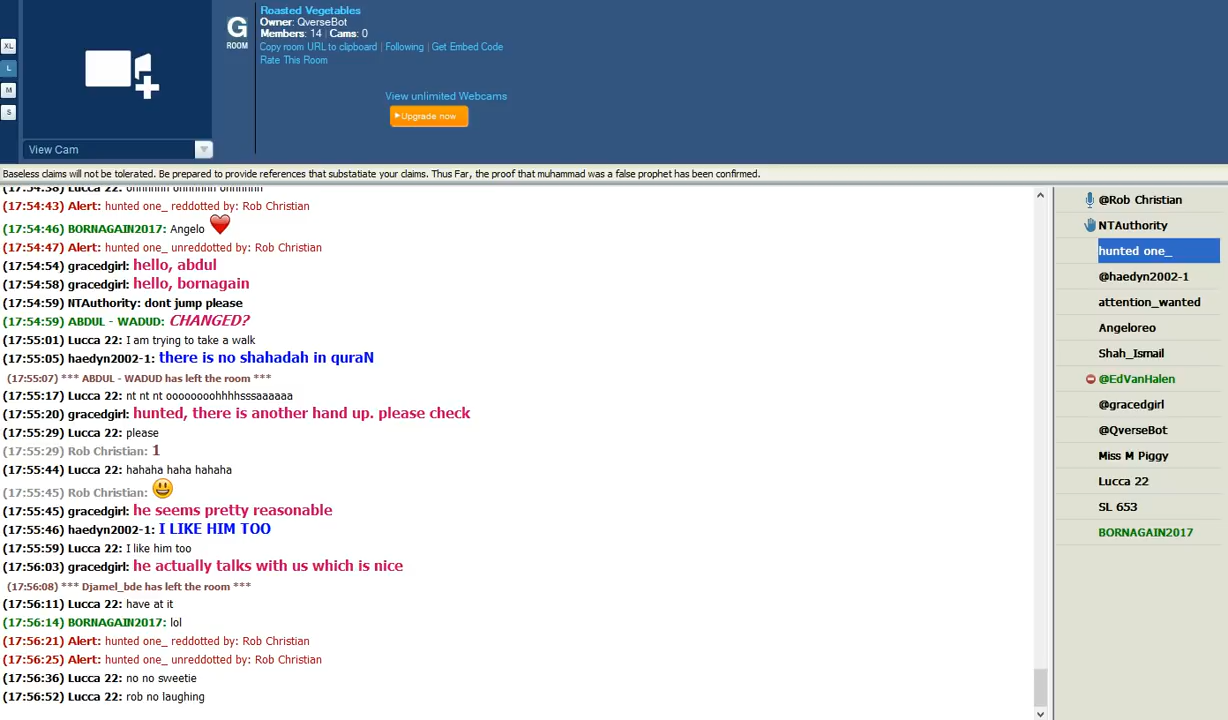 Roasted Vegetables
G
Owner: QverseBot
ROOM
Members: 14 | Cams: 0
XL
Copy room URL to clipboard | Following | Get Embed Code
Rate This Room
L
M
View unlimited Webcams
S
Upgrade now
View Cam
Baseless claims will not be tolerated. Be prepared to provide references that substatiate your claims. Thus Far, the proof that muhammad was a false prophet has been confirmed.
(17:54:38) Lucca 22: ohhhhhh ohhhhhh ohhhhhh
(17:54:43) Alert: hunted one_ reddotted by: Rob Christian
(17:54:46) BORNAGAIN2017: Angelo
(17:54:47) Alert: hunted one_ unreddotted by: Rob Christian
(17:54:54) gracedgirl: hello, abdul
(17:54:58) gracedgirl: hello, bornagain
(17:54:59) NTAuthority: dont jump please
(17:54:59) ABDUL - WADUD: CHANGED?
(17:55:01) Lucca 22: I am trying to take a walk
(17:55:05) haedyn2002-1: there is no shahadah in quraN
(17:55:07) *** ABDUL - WADUD has left the room ***
(17:55:17) Lucca 22: nt nt nt oooooooohhhhsssaaaaaa
(17:55:20) gracedgirl: hunted, there is another hand up. please check
(17:55:29) Lucca 22: please
(17:55:29) Rob Christian: 1
(17:55:44) Lucca 22: hahaha haha hahaha
(17:55:45) Rob Christian:
(17:55:45) gracedgirl: he seems pretty reasonable
(17:55:46) haedyn2002-1: I LIKE HIM TOO
(17:55:59) Lucca 22: I like him too
(17:56:03) gracedgirl: he actually talks with us which is nice
(17:56:08) *** Djamel_bde has left the room ***
(17:56:11) Lucca 22: have at it
(17:56:14) BORNAGAIN2017: lol
(17:56:21) Alert: hunted one_ reddotted by: Rob Christian
(17:56:25) Alert: hunted one_ unreddotted by: Rob Christian
(17:56:36) Lucca 22: no no sweetie
(17:56:52) Lucca 22: rob no laughing
@Rob Christian
NTAuthority
hunted one_
@haedyn2002-1
attention_wanted
Angeloreo
Shah_Ismail
@EdVanHalen
@gracedgirl
@QverseBot
Miss M Piggy
Lucca 22
SL 653
BORNAGAIN2017